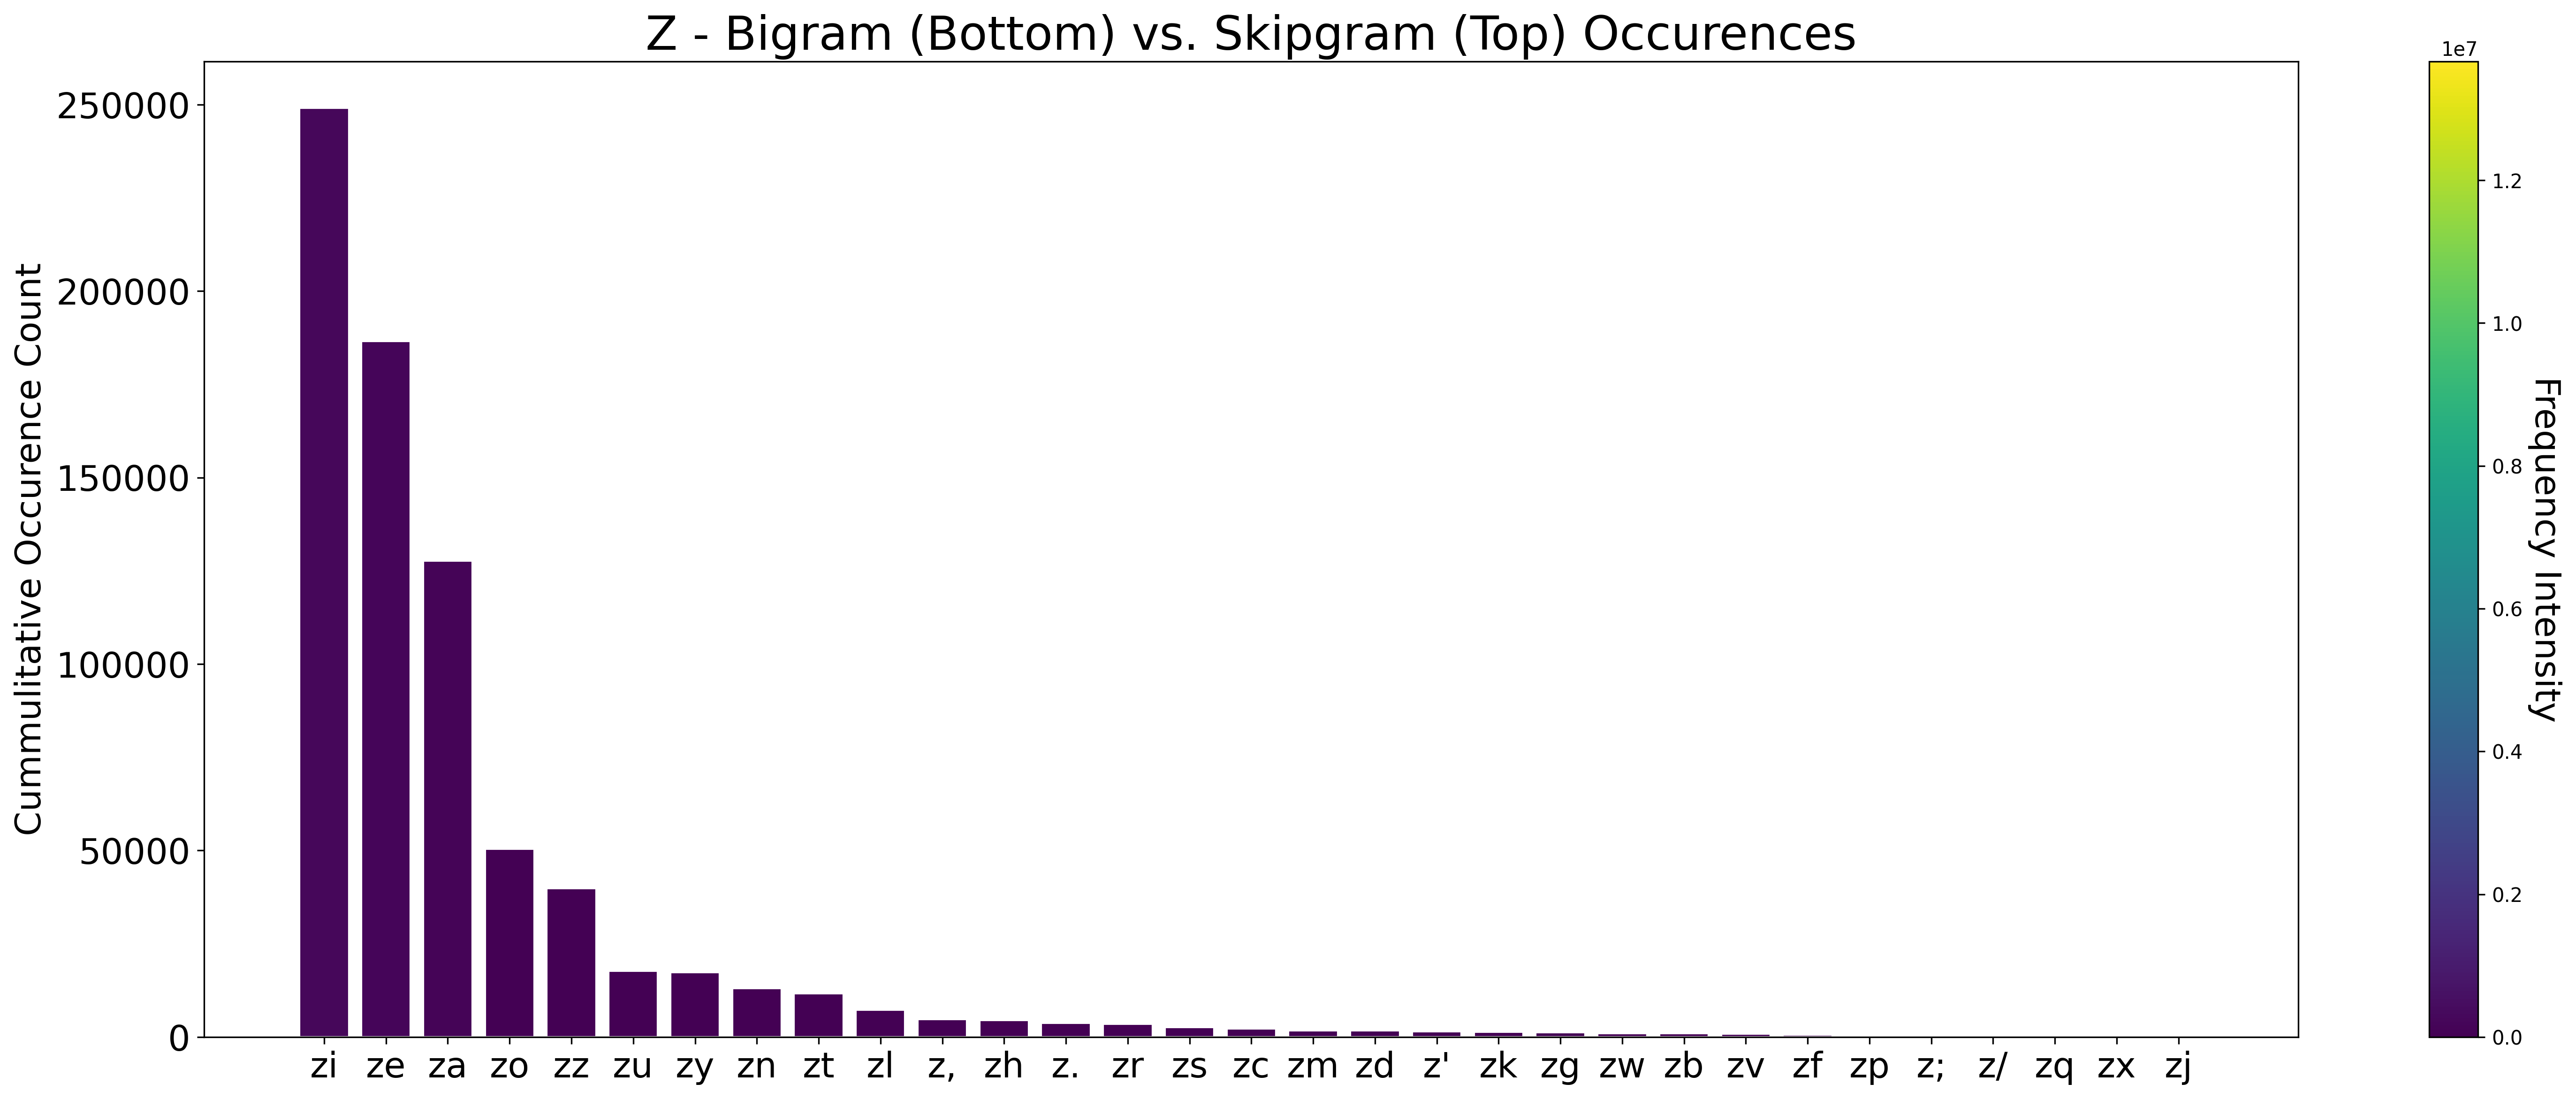 Z - Bigram (Bottom) vs. Skipgram (Top) Occurences
1e7
250000
200000
150000
100000
50000
0
Cummulitative Occurence Count
zi ze za zo zz zu zy zn zt zl z, zh z. zr zs zc zm zd z' zk zg zw zb zv zf zp z; z/ zq zx zj
1.2
1.0
0.8
0.6
0.4
0.2
0.0
Frequency Intensity